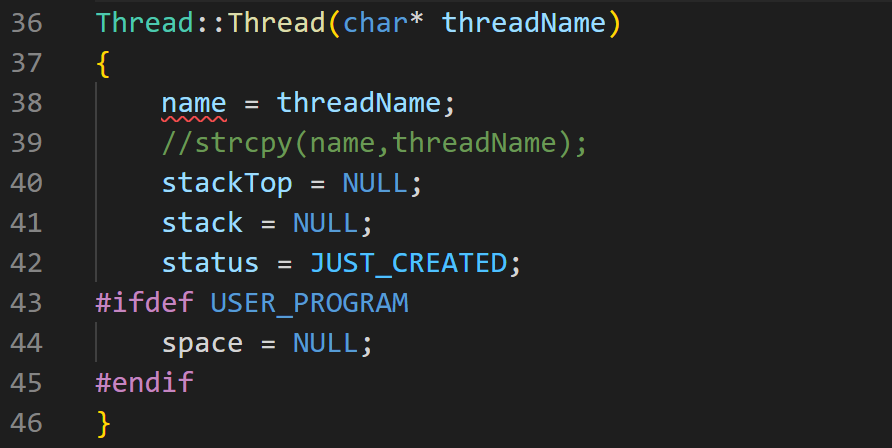 36 Thread::Thread(char* threadName)
37 {
38     name = threadName;
39     //strcpy(name,threadName);
40     stackTop = NULL;
41     stack = NULL;
42     status = JUST_CREATED;
43 #ifdef USER_PROGRAM
44     space = NULL;
45 #endif
46 }